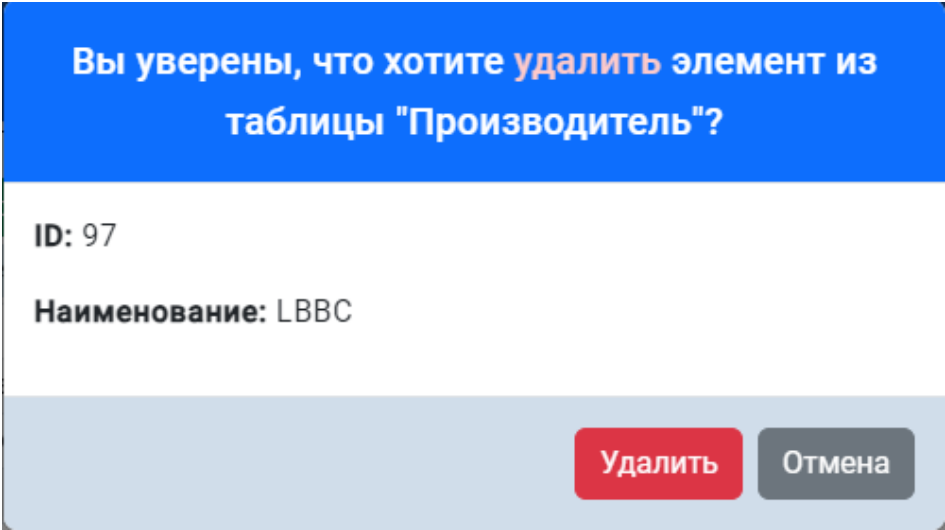 Вы уверены, что хотите удалить элемент из
таблицы "Производитель"?
ID: 97
Наименование: LBBC
Удалить Отмена